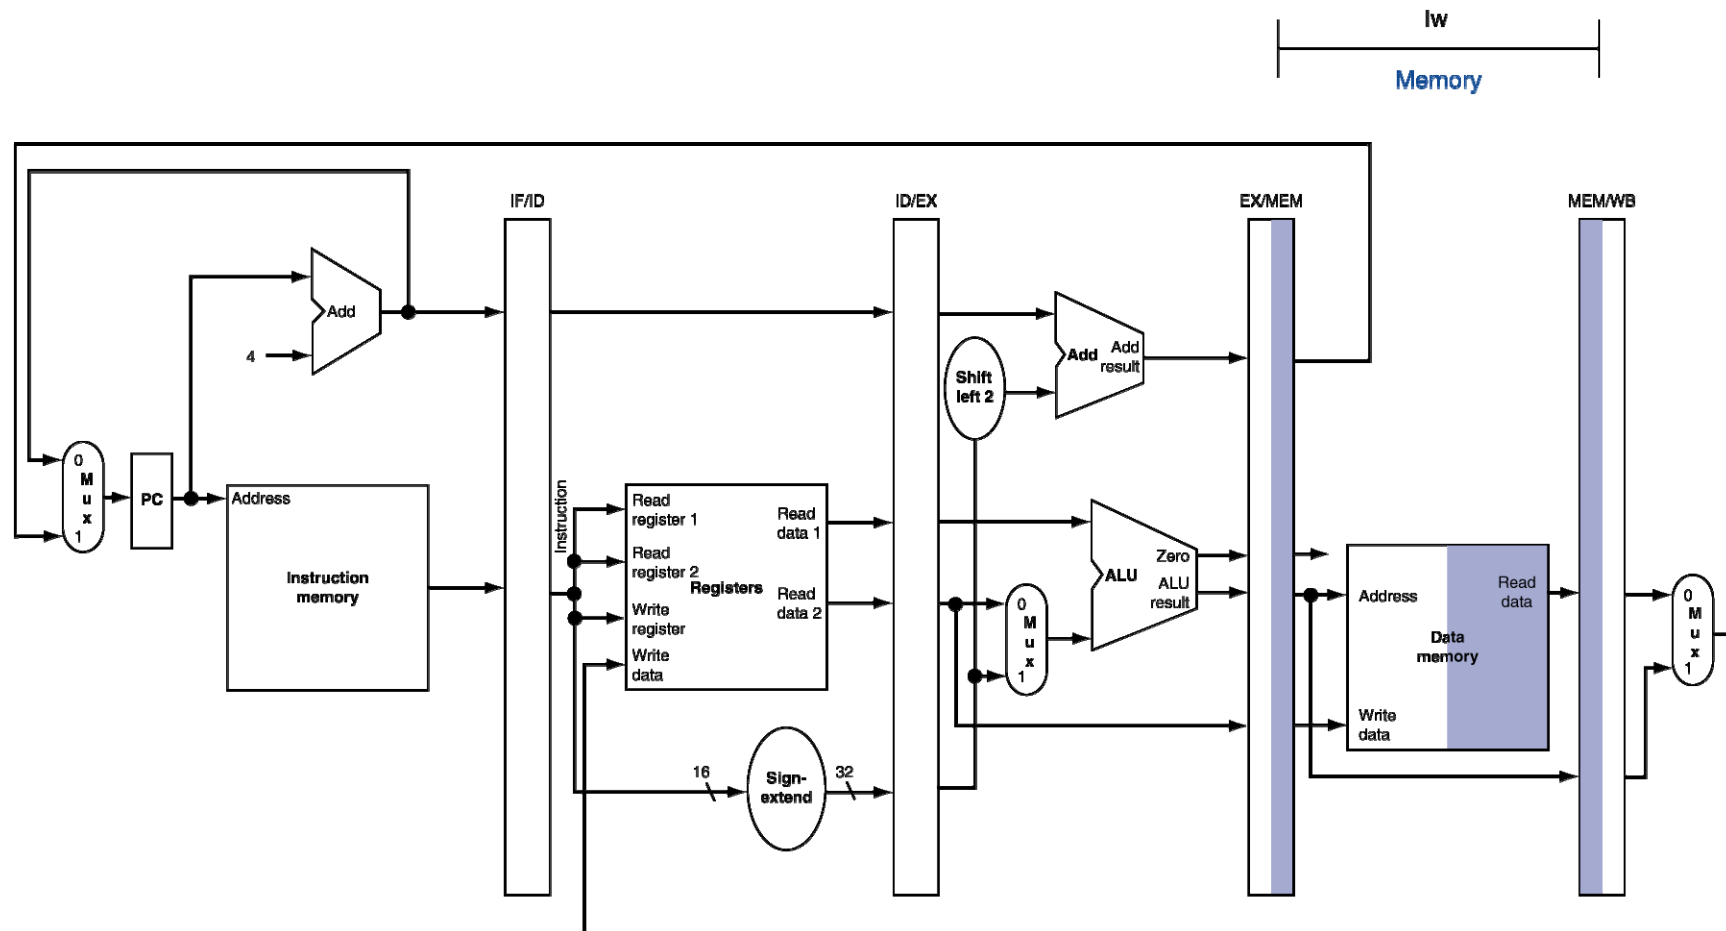 lw
Memory
IF/ID
ID/EX
EX/MEM
MEM/WB
Add
4
Add
Add
result
Shift
left 2
0
M
u
x
1
PC
Address
Instruction
memory
Instruction
Read
register 1
Read
register 2
Write
register
Write
data
Registers
Read
data 1
Read
data 2
16
Sign-
extend
32
0
M
u
x
1
Zero
ALU
ALU
result
Address
Read
data
Data
memory
Write
data
0
M
u
x
1